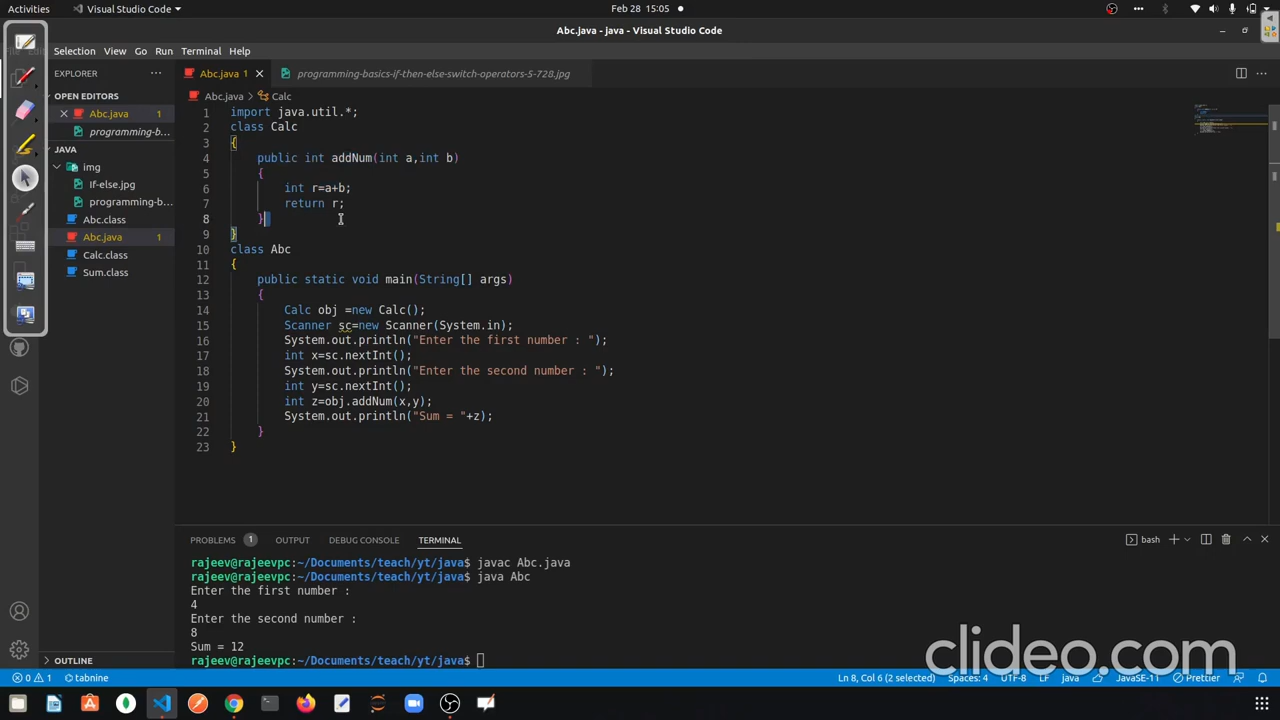 Activities
Visual Studio Code
Feb 28 15:05
Abc.java - java - Visual Studio Code
Selection View Go Run Terminal Help
EXPLORER
Abc.java 1
programming-basics-if-then-else-switch-operators-5-728.jpg
OPEN EDITORS
Abc.java 1
programming-b...
JAVA
img
If-else.jpg
programming-b...
Abc.class
Abc.java 1
Calc.class
Sum.class
OUTLINE
Abc.java > Calc
1 import java.util.*;
2 class Calc
3 {
4 public int addNum(int a,int b)
5 {
6 int r=a+b;
7 return r;
8 }
9 }
10 class Abc
11 {
12 public static void main(String[] args)
13 {
14 Calc obj =new Calc();
15 Scanner sc=new Scanner(System.in);
16 System.out.println("Enter the first number : ");
17 int x=sc.nextInt();
18 System.out.println("Enter the second number : ");
19 int y=sc.nextInt();
20 int z=obj.addNum(x,y);
21 System.out.println("Sum = "+z);
22 }
23 }
PROBLEMS 1 OUTPUT DEBUG CONSOLE TERMINAL
bash
rajeev@rajeevpc:~/Documents/teach/yt/java$ javac Abc.java
rajeev@rajeevpc:~/Documents/teach/yt/java$ java Abc
Enter the first number :
4
Enter the second number :
8
Sum = 12
rajeev@rajeevpc:~/Documents/teach/yt/java$
clideo.com
0 1 tabnine
Ln 8, Col 6 (2 selected) Spaces: 4 UTF-8 LF java JavaSE-11 Prettier